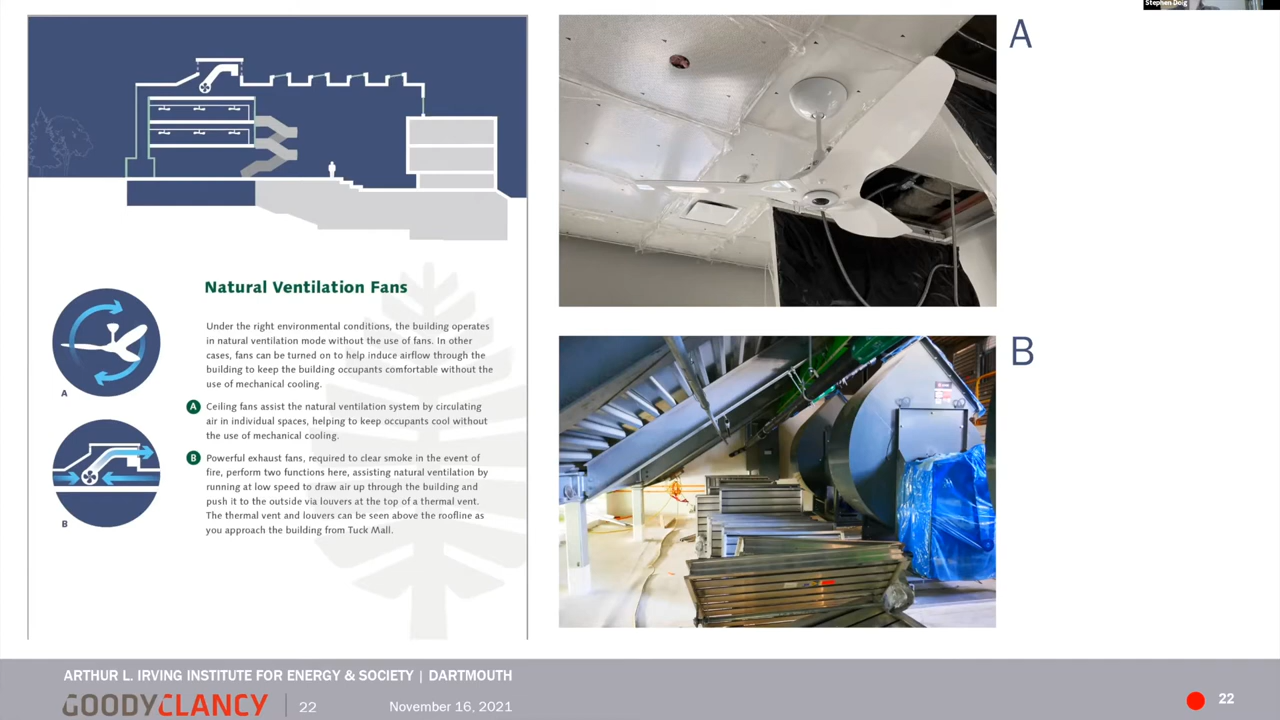 Stephen Doig
A
Natural Ventilation Fans
Under the right environmental conditions, the building operates
in natural ventilation mode without the use of fans. In other
cases, fans can be turned on to help induce airflow through the
building to keep the building occupants comfortable without the
use of mechanical cooling.
A
A Ceiling fans assist the natural ventilation system by circulating
air in individual spaces, helping to keep occupants cool without
the use of mechanical cooling.
B Powerful exhaust fans, required to clear smoke in the event of
fire, perform two functions here, assisting natural ventilation by
running at low speed to draw air up through the building and
push it to the outside via louvers at the top of a thermal vent.
The thermal vent and louvers can be seen above the roofline as
you approach the building from Tuck Mall.
B
B
ARTHUR L. IRVING INSTITUTE FOR ENERGY & SOCIETY | DARTMOUTH
GOODYCLANCY | 22 November 16, 2021
22